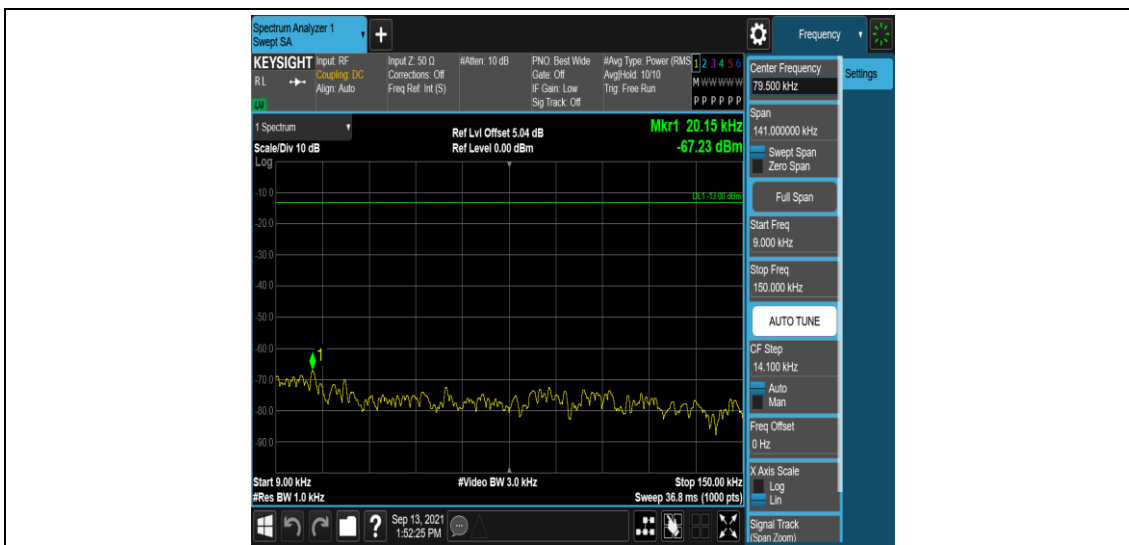 Spectrum Analyzer 1
Swept SA
+
Frequency
KEYSIGHT
RL
LXI
Input: RF
Coupling: DC
Align: Auto
Input Z: 50 Ω
Corrections: Off
Freq Ref: Int (S)
#Atten: 10 dB
PNO: Best Wide
Gate: Off
IF Gain: Low
Sig Track: Off
#Avg Type: Power (RMS
Avg|Hold: 10/10
Trig: Free Run
1 2 3 4 5 6
M W W W W W
P P P P P P
1 Spectrum
Scale/Div 10 dB
Log
Ref Lvl Offset 5.04 dB
Ref Level 0.00 dBm
Mkr1 20.15 kHz
-67.23 dBm
DL1 -13.00 dBm
-10.0
-20.0
-30.0
-40.0
-50.0
-60.0
-70.0
-80.0
-90.0
1
Start 9.00 kHz
#Res BW 1.0 kHz
#Video BW 3.0 kHz
Stop 150.00 kHz
Sweep 36.8 ms (1000 pts)
Center Frequency
79.500 kHz
Settings
Span
141.000000 kHz
Swept Span
Zero Span
Full Span
Start Freq
9.000 kHz
Stop Freq
150.000 kHz
AUTO TUNE
CF Step
14.100 kHz
Auto
Man
Freq Offset
0 Hz
X Axis Scale
Log
Lin
Signal Track
(Span Zoom)
?
Sep 13, 2021
1:52:25 PM